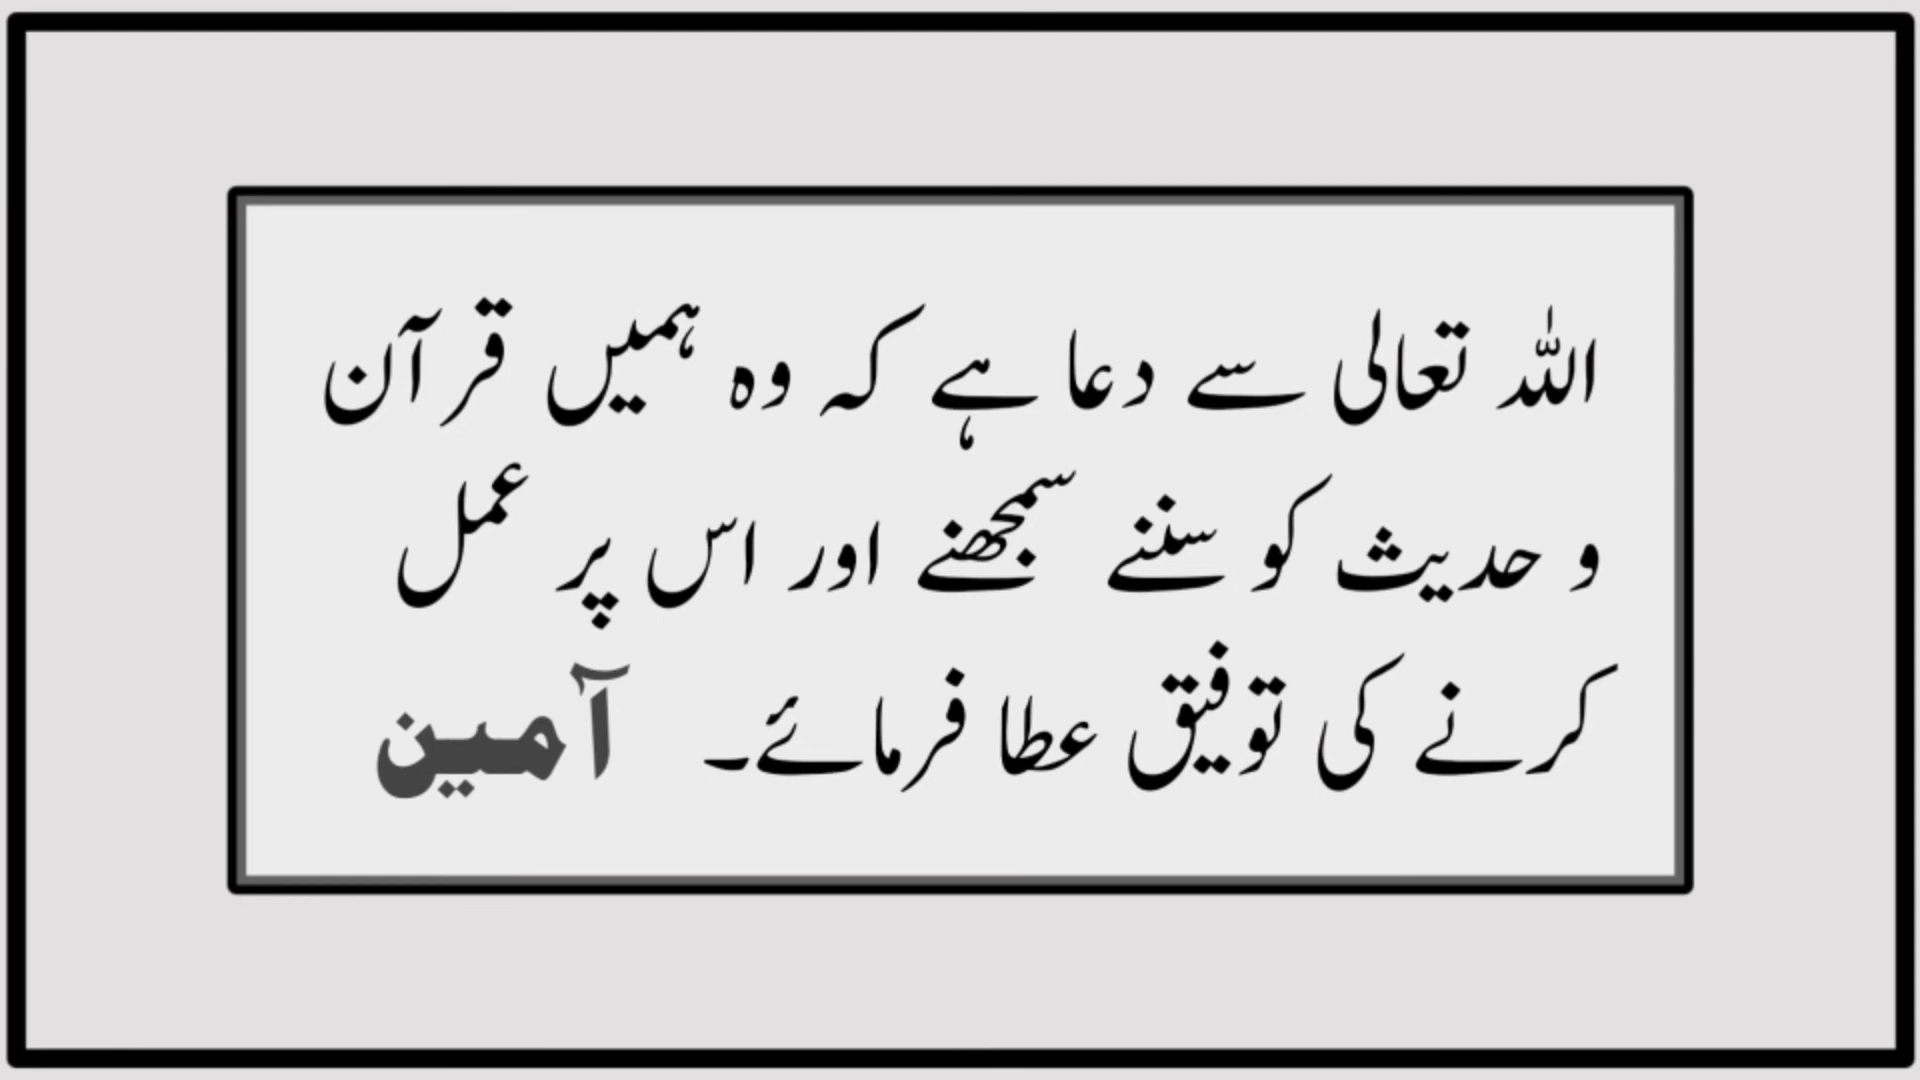 اللہ تعالی سے دعا ہے کہ وہ ہمیں قرآن
و حدیث کو سننے سمجھنے اور اس پر عمل
کرنے کی توفیق عطا فرمائے۔ آمین